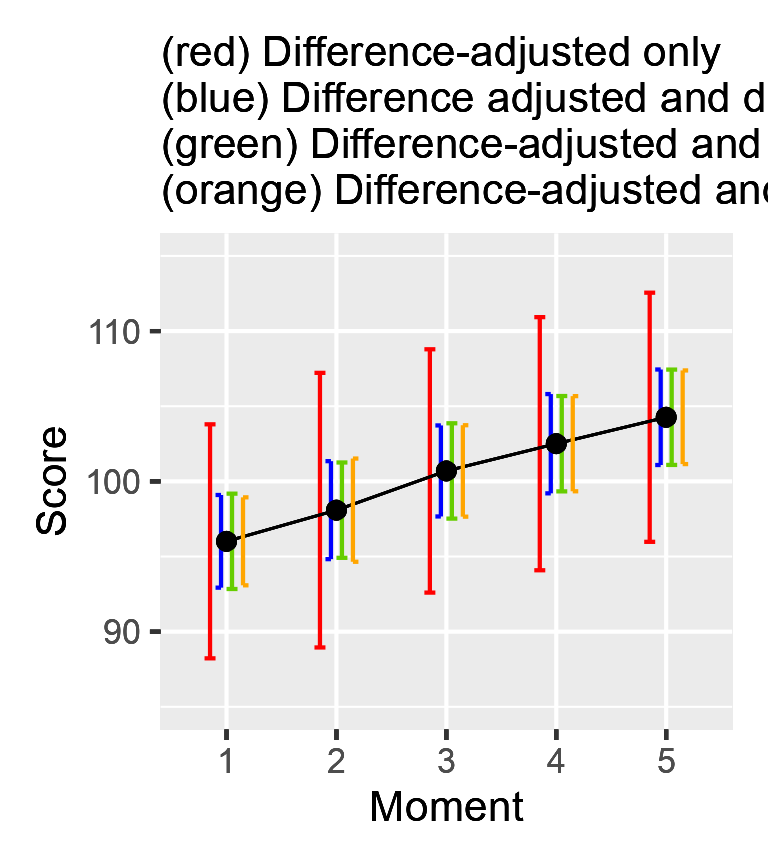 (red) Difference-adjusted only
(blue) Difference adjusted and d
(green) Difference-adjusted and
(orange) Difference-adjusted and
110
100
90
Score
1 2 3 4 5
Moment